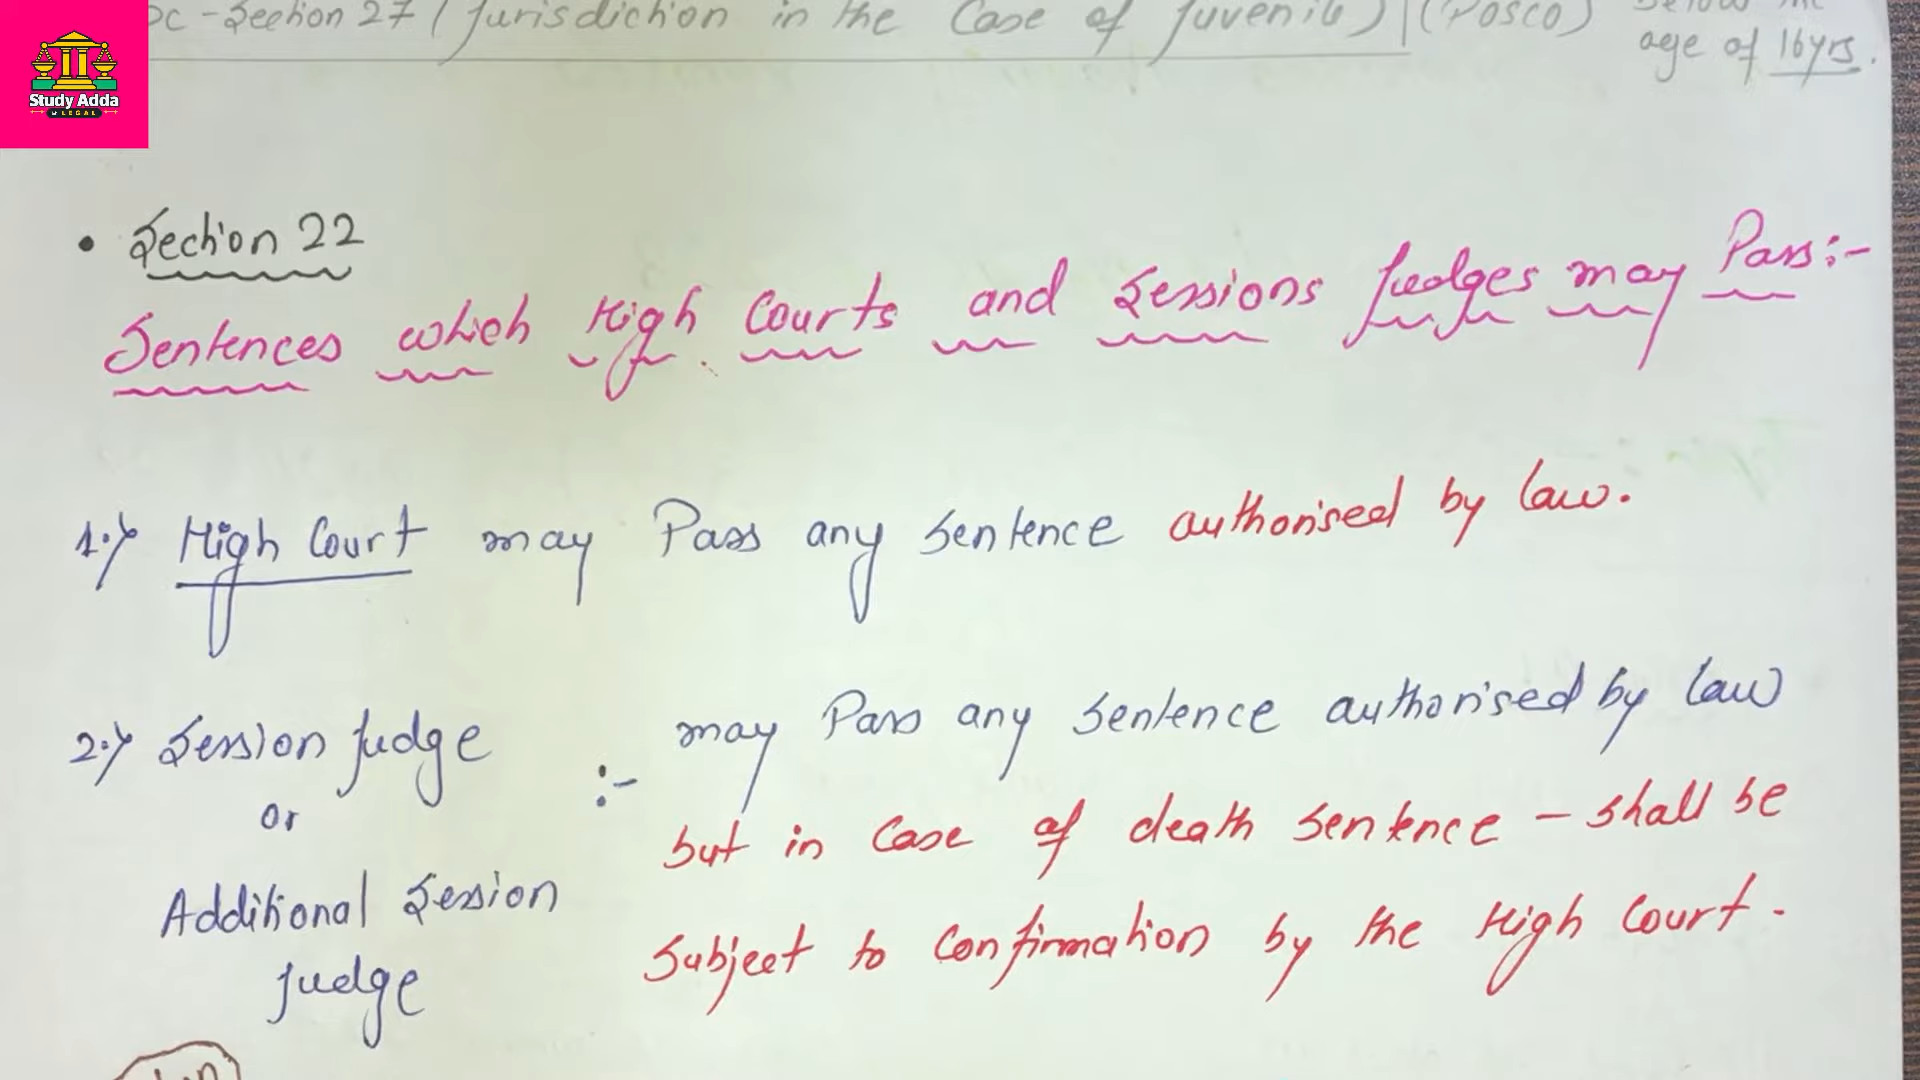 Section 27 (Jurisdiction in the Case of Juvenile) (POSCO)
age of 16yrs.
Study Adda
LEGAL
• Section 22
Sentences which High Courts and Sessions Judges may Pass:-
1.) High Court may Pass any Sentence authorised by law.
2.) Session Judge or Additional Session Judge :-
may Pass any Sentence authorised by law
but in Case of death Sentence - shall be
Subject to Confirmation by the High Court.